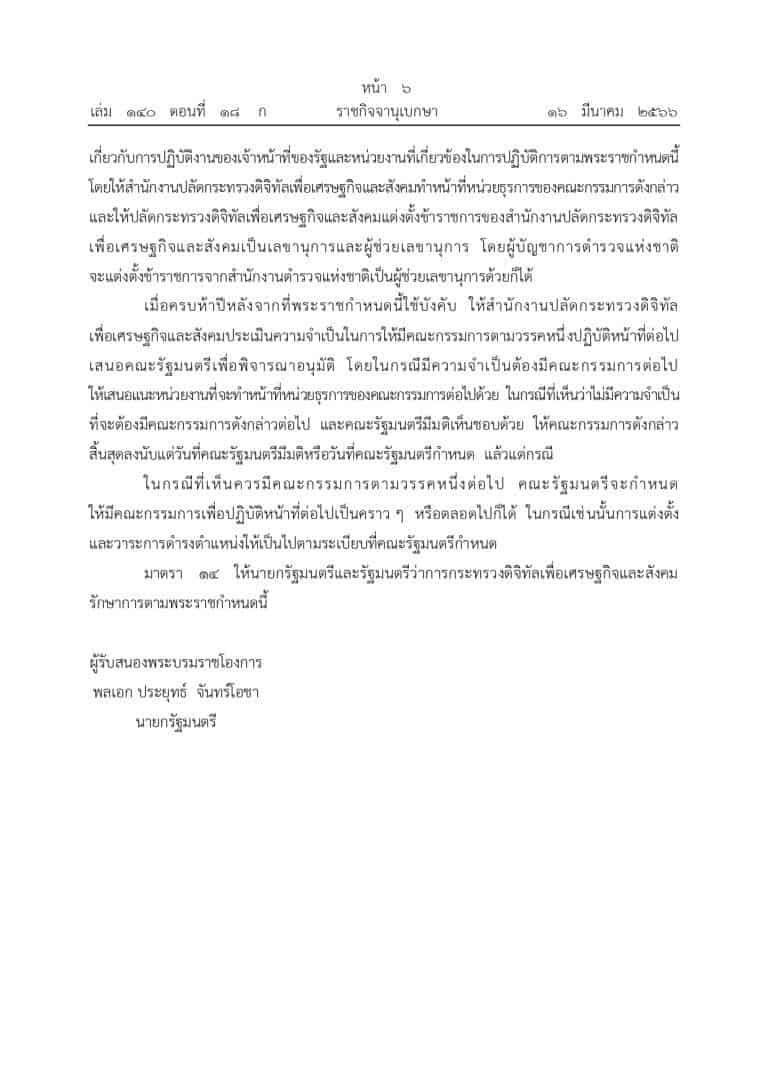 หน้า ๖
เล่ม ๑๔๐ ตอนที่ ๑๘ ก ราชกิจจานุเบกษา ๑๖ มีนาคม ๒๕๖๖
เกี่ยวกับการปฏิบัติงานของเจ้าหน้าที่ของรัฐและหน่วยงานที่เกี่ยวข้องในการปฏิบัติการตามพระราชกำหนดนี้
โดยให้สำนักงานปลัดกระทรวงดิจิทัลเพื่อเศรษฐกิจและสังคมทำหน้าที่หน่วยธุรการของคณะกรรมการดังกล่าว
และให้ปลัดกระทรวงดิจิทัลเพื่อเศรษฐกิจและสังคมแต่งตั้งข้าราชการของสำนักงานปลัดกระทรวงดิจิทัล
เพื่อเศรษฐกิจและสังคมเป็นเลขานุการและผู้ช่วยเลขานุการ โดยผู้บัญชาการตำรวจแห่งชาติ
จะแต่งตั้งข้าราชการจากสำนักงานตำรวจแห่งชาติเป็นผู้ช่วยเลขานุการด้วยก็ได้
เมื่อครบห้าปีหลังจากที่พระราชกำหนดนี้ใช้บังคับ ให้สำนักงานปลัดกระทรวงดิจิทัล
เพื่อเศรษฐกิจและสังคมประเมินความจำเป็นในการให้มีคณะกรรมการตามวรรคหนึ่งปฏิบัติหน้าที่ต่อไป
เสนอคณะรัฐมนตรีเพื่อพิจารณาอนุมัติ โดยในกรณีมีความจำเป็นต้องมีคณะกรรมการต่อไป
ให้เสนอแนะหน่วยงานที่จะทำหน้าที่หน่วยธุรการของคณะกรรมการต่อไปด้วย ในกรณีที่เห็นว่าไม่มีความจำเป็น
ที่จะต้องมีคณะกรรมการดังกล่าวต่อไป และคณะรัฐมนตรีมีมติเห็นชอบด้วย ให้คณะกรรมการดังกล่าว
สิ้นสุดลงนับแต่วันที่คณะรัฐมนตรีมีมติหรือวันที่คณะรัฐมนตรีกำหนด แล้วแต่กรณี
ในกรณีที่เห็นควรมีคณะกรรมการตามวรรคหนึ่งต่อไป คณะรัฐมนตรีจะกำหนด
ให้มีคณะกรรมการเพื่อปฏิบัติหน้าที่ต่อไปเป็นคราว ๆ หรือตลอดไปก็ได้ ในกรณีเช่นนั้นการแต่งตั้ง
และวาระการดำรงตำแหน่งให้เป็นไปตามระเบียบที่คณะรัฐมนตรีกำหนด
มาตรา ๑๔ ให้นายกรัฐมนตรีและรัฐมนตรีว่าการกระทรวงดิจิทัลเพื่อเศรษฐกิจและสังคม
รักษาการตามพระราชกำหนดนี้
ผู้รับสนองพระบรมราชโองการ
พลเอก ประยุทธ์ จันทร์โอชา
นายกรัฐมนตรี